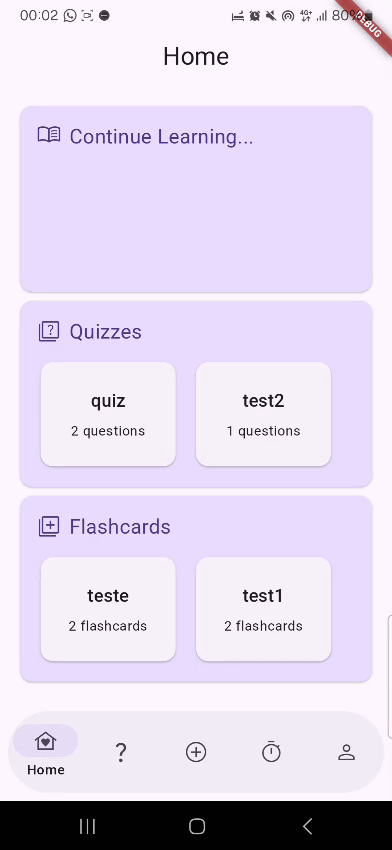 00:02 4G+ 80%
DEBUG
Home
Continue Learning...
Quizzes
quiz test2
2 questions 1 questions
Flashcards
teste test1
2 flashcards 2 flashcards
Home